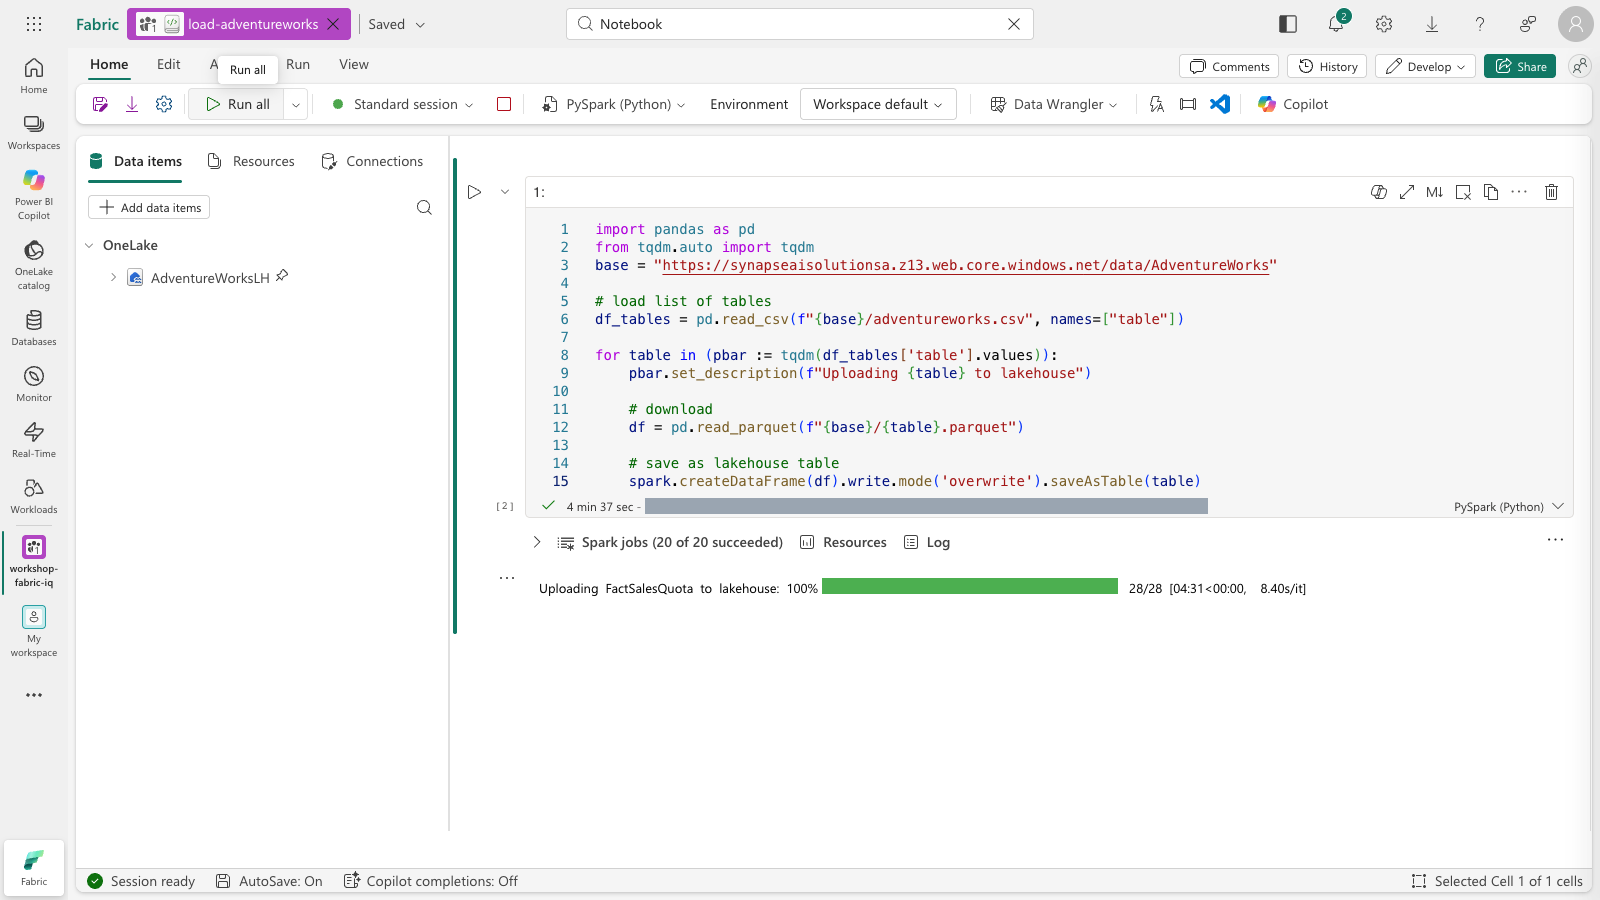 Fabric
load-adventureworks
Saved
Notebook
2
Home
Edit
A
Run
View
Run all
Comments
History
Develop
Share
Run all
Standard session
PySpark (Python)
Environment
Workspace default
Data Wrangler
Copilot
Home
Workspaces
Power BI
Copilot
OneLake
catalog
Databases
Monitor
Real-Time
Workloads
workshop-
fabric-iq
My
workspace
Fabric
Data items
Resources
Connections
Add data items
OneLake
AdventureWorksLH
1:
M↓
1 import pandas as pd
2 from tqdm.auto import tqdm
3 base = "https://synapseaisolutionsa.z13.web.core.windows.net/data/AdventureWorks"
4
5 # load list of tables
6 df_tables = pd.read_csv(f"{base}/adventureworks.csv", names=["table"])
7
8 for table in (pbar := tqdm(df_tables['table'].values)):
9 pbar.set_description(f"Uploading {table} to lakehouse")
10
11 # download
12 df = pd.read_parquet(f"{base}/{table}.parquet")
13
14 # save as lakehouse table
15 spark.createDataFrame(df).write.mode('overwrite').saveAsTable(table)
[2]
4 min 37 sec -
PySpark (Python)
Spark jobs (20 of 20 succeeded)
Resources
Log
Uploading FactSalesQuota to lakehouse: 100%
28/28 [04:31<00:00, 8.40s/it]
Session ready
AutoSave: On
Copilot completions: Off
Selected Cell 1 of 1 cells